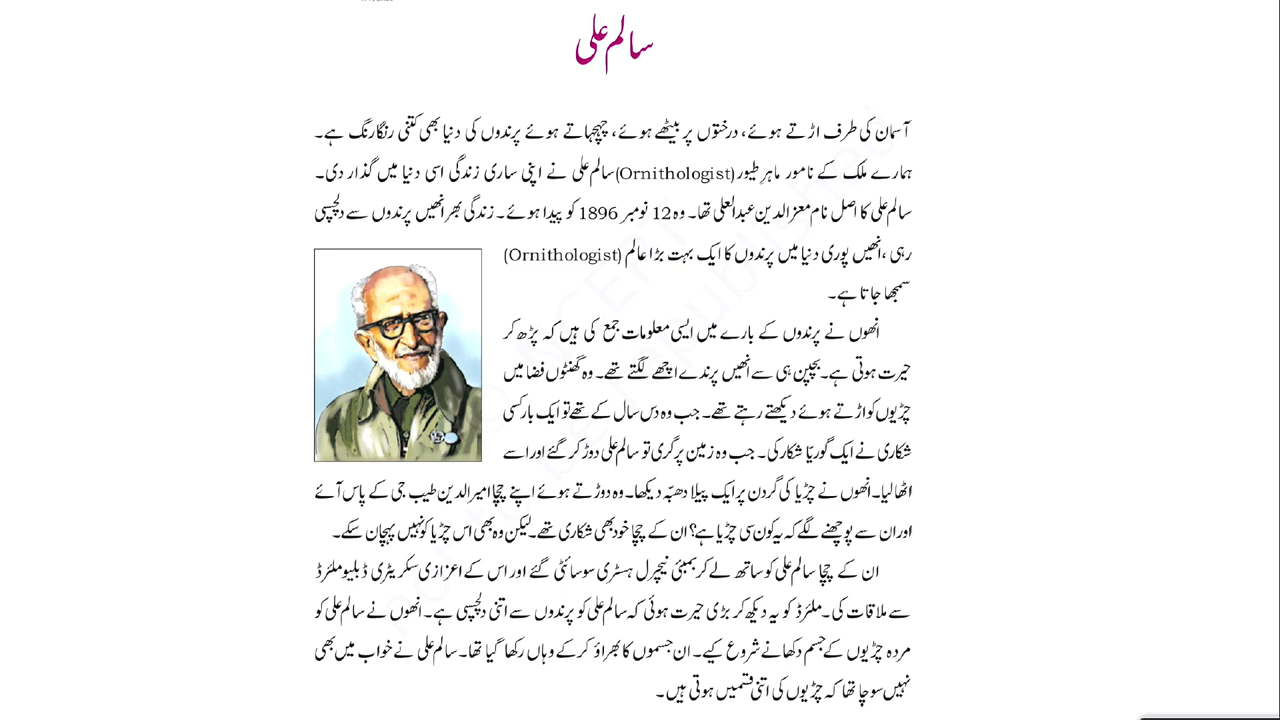 سالم علی
آسمان کی طرف اڑتے ہوئے، درختوں پر بیٹھے ہوئے، چہچہاتے ہوئے پرندوں کی دنیا بھی کتنی رنگارنگ ہے۔
ہمارے ملک کے نامور ماہرِ طیور (Ornithologist) سالم علی نے اپنی ساری زندگی اسی دنیا میں گذار دی۔
سالم علی کا اصل نام معزالدین عبدالعلی تھا۔ وہ 12 نومبر 1896 کو پیدا ہوئے۔ زندگی بھر انھیں پرندوں سے دلچسپی
رہی ،انھیں پوری دنیا میں پرندوں کا ایک بہت بڑا عالم (Ornithologist)
سمجھا جاتا ہے۔
انھوں نے پرندوں کے بارے میں ایسی معلومات جمع کی ہیں کہ پڑھ کر
حیرت ہوتی ہے۔ بچپن ہی سے انھیں پرندے اچھے لگتے تھے۔ وہ گھنٹوں فضا میں
چڑیوں کو اڑتے ہوئے دیکھتے رہتے تھے۔ جب وہ دس سال کے تھے تو ایک بار کسی
شکاری نے ایک گوریّا شکار کی۔ جب وہ زمین پر گری تو سالم علی دوڑ کر گئے اور اسے
اٹھا لیا۔ انھوں نے چڑیا کی گردن پر ایک پیلا دھبّہ دیکھا۔ وہ دوڑتے ہوئے اپنے چچا امیر الدین طیب جی کے پاس آئے
اور ان سے پوچھنے لگے کہ یہ کون سی چڑیا ہے؟ ان کے چچا خود بھی شکاری تھے۔ لیکن وہ بھی اس چڑیا کو نہیں پہچان سکے۔
ان کے چچا سالم علی کو ساتھ لے کر بمبئی نیچرل ہسٹری سوسائٹی گئے اور اس کے اعزازی سکریٹری ڈبلیو ملرڈ
سے ملاقات کی۔ ملرڈ کو یہ دیکھ کر بڑی حیرت ہوئی کہ سالم علی کو پرندوں سے اتنی دلچسپی ہے۔ انھوں نے سالم علی کو
مردہ چڑیوں کے جسم دکھانے شروع کیے۔ ان جسموں کا بھراؤ کرکے وہاں رکھا گیا تھا۔ سالم علی نے خواب میں بھی
نہیں سوچا تھا کہ چڑیوں کی اتنی قسمیں ہوتی ہیں۔